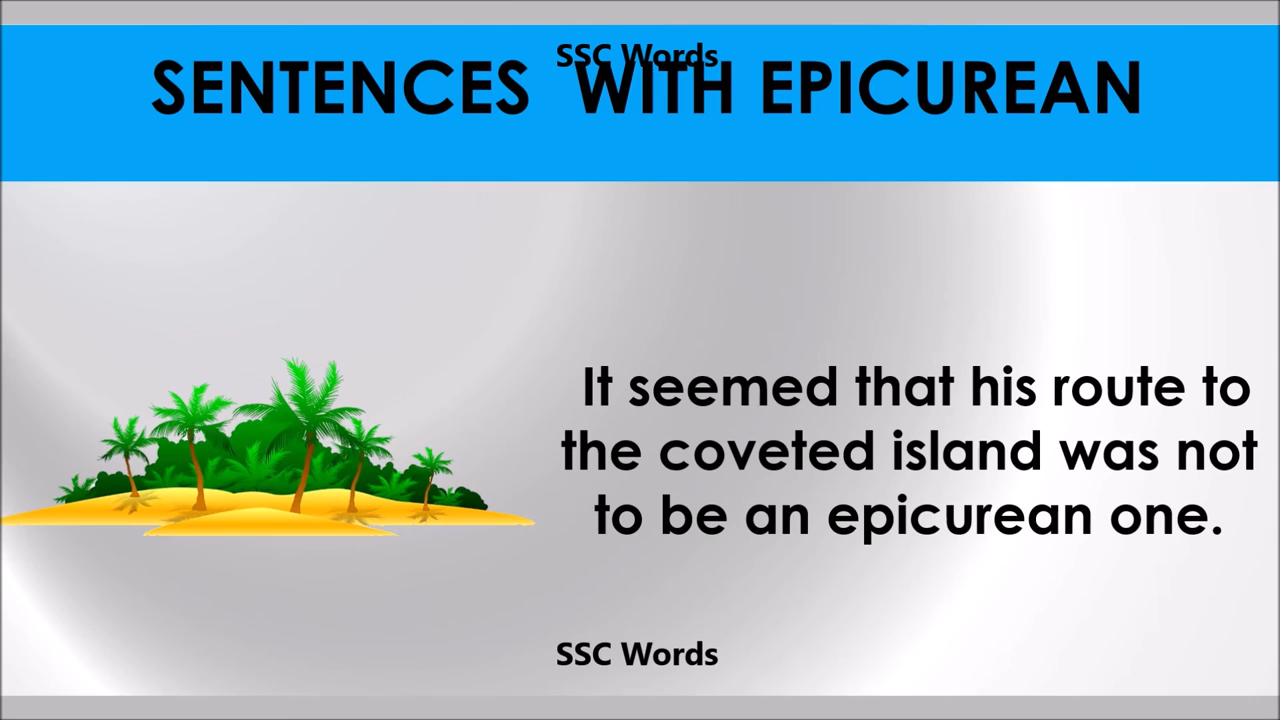 SSC Words
SENTENCES WITH EPICUREAN
It seemed that his route to
the coveted island was not
to be an epicurean one.
SSC Words